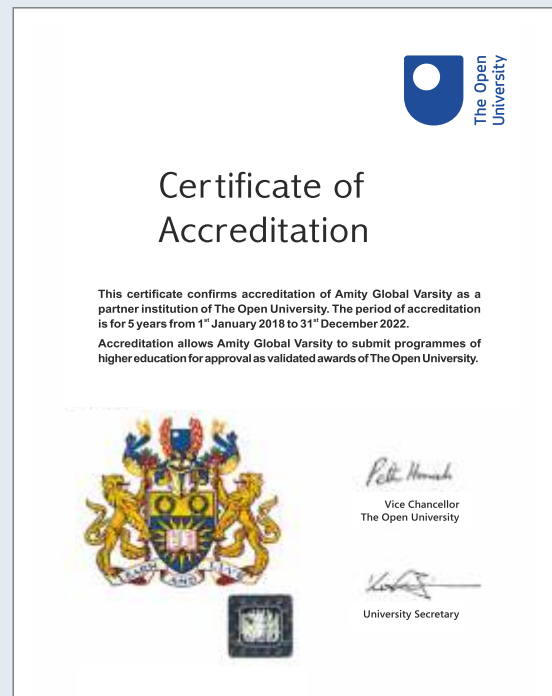 The Open
University
Certificate of
Accreditation
This certificate confirms accreditation of Amity Global Varsity as a
partner institution of The Open University. The period of accreditation
is for 5 years from 1st January 2018 to 31st December 2022.
Accreditation allows Amity Global Varsity to submit programmes of
higher education for approval as validated awards of The Open University.
LEARN AND LIVE
Vice Chancellor
The Open University
University Secretary